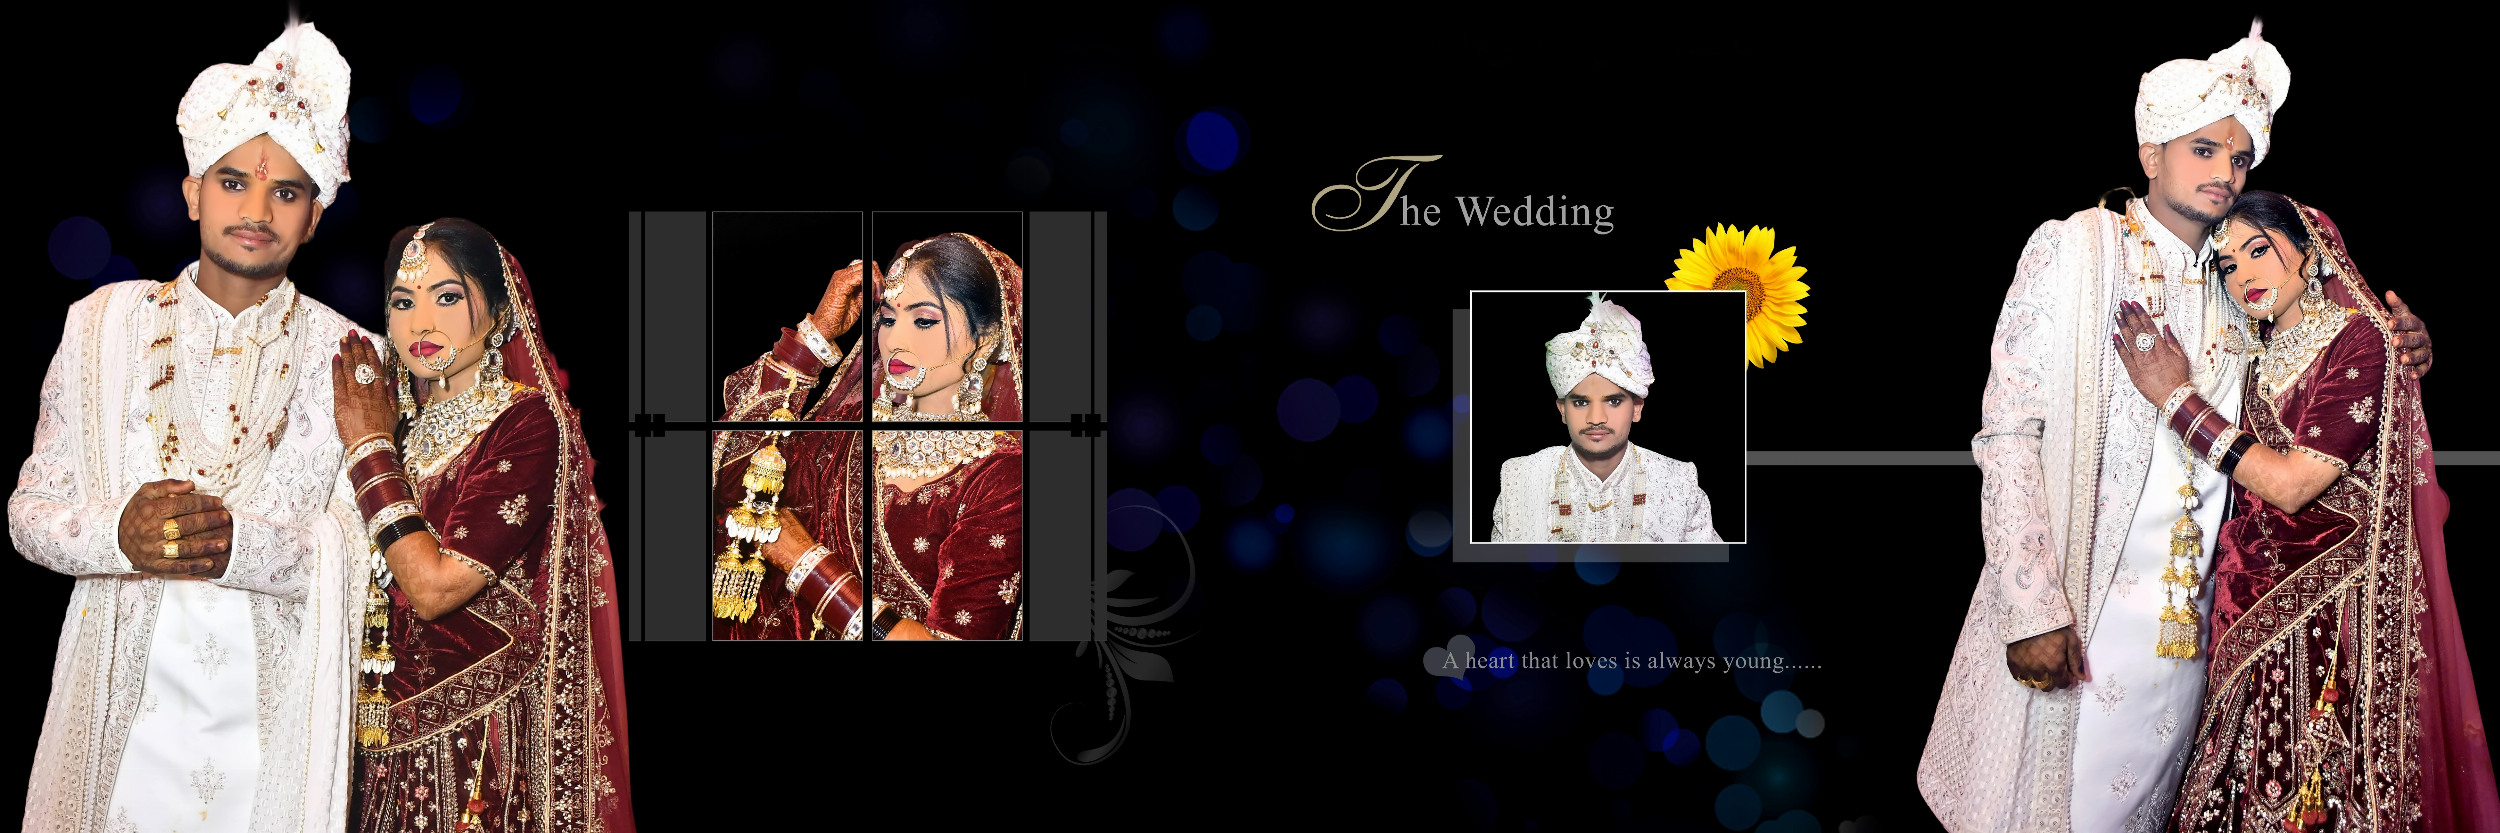 The Wedding
A heart that loves is always young......